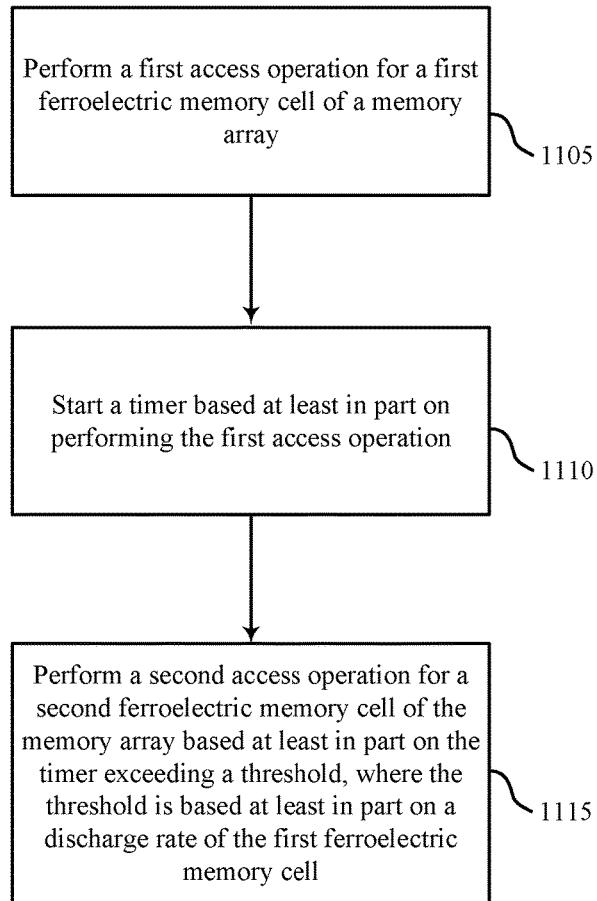 Perform a first access operation for a first
ferroelectric memory cell of a memory
array
1105
Start a timer based at least in part on
performing the first access operation
1110
Perform a second access operation for a
second ferroelectric memory cell of the
memory array based at least in part on the
timer exceeding a threshold, where the
threshold is based at least in part on a
discharge rate of the first ferroelectric
memory cell
1115